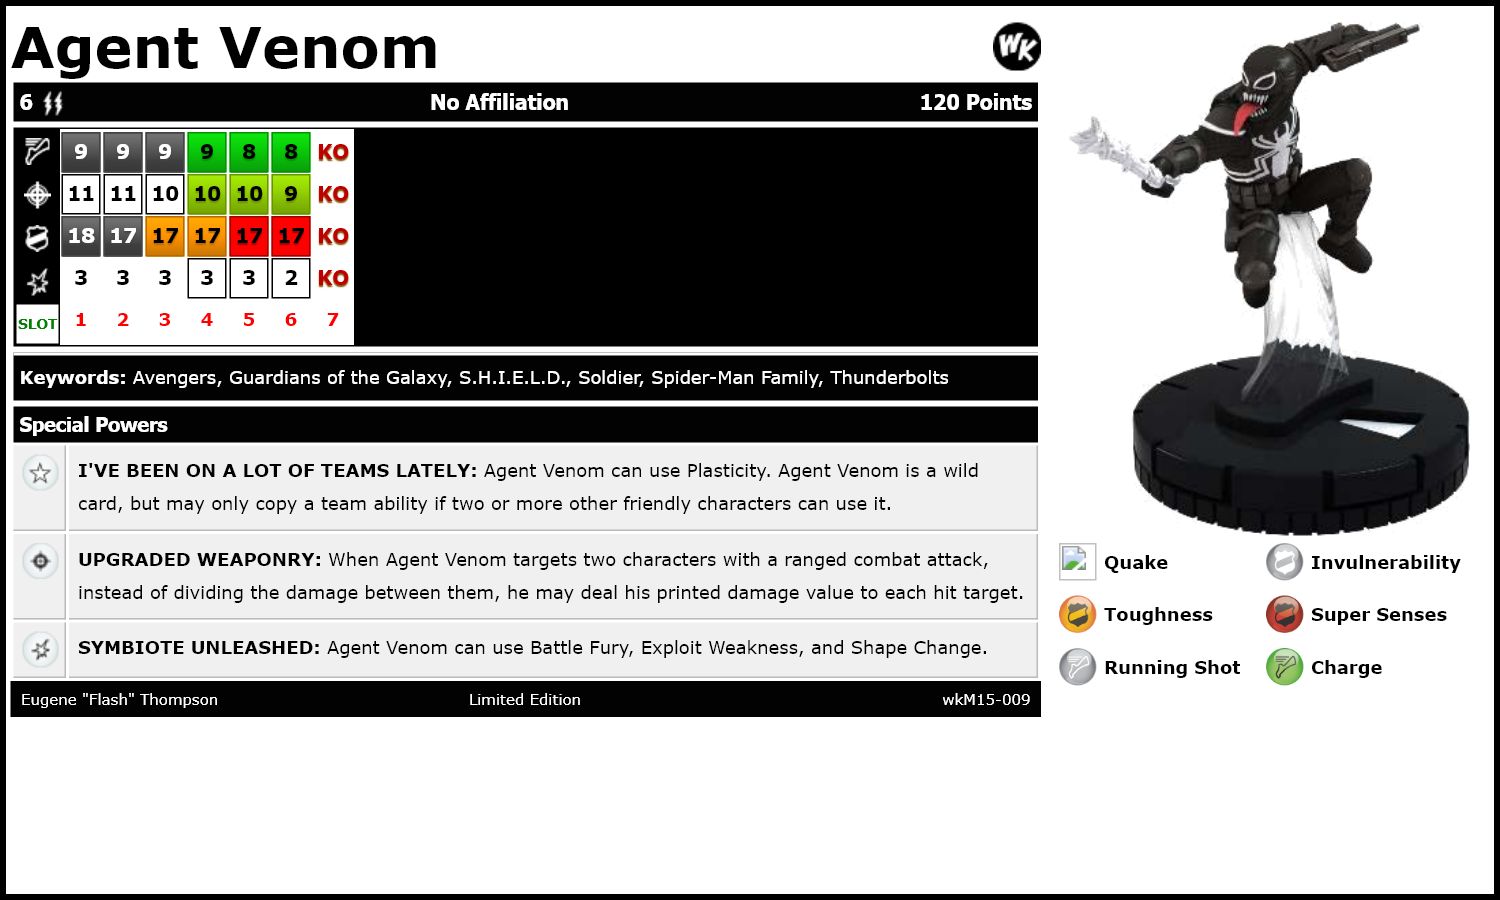 Agent Venom
WK
6 No Affiliation 120 Points
9 9 9 9 8 8 KO
11 11 10 10 10 9 KO
18 17 17 17 17 17 KO
3 3 3 3 3 2 KO
SLOT 1 2 3 4 5 6 7
Keywords: Avengers, Guardians of the Galaxy, S.H.I.E.L.D., Soldier, Spider-Man Family, Thunderbolts
Special Powers
I'VE BEEN ON A LOT OF TEAMS LATELY: Agent Venom can use Plasticity. Agent Venom is a wild
card, but may only copy a team ability if two or more other friendly characters can use it.
UPGRADED WEAPONRY: When Agent Venom targets two characters with a ranged combat attack,
instead of dividing the damage between them, he may deal his printed damage value to each hit target.
SYMBIOTE UNLEASHED: Agent Venom can use Battle Fury, Exploit Weakness, and Shape Change.
Eugene "Flash" Thompson Limited Edition wkM15-009
Quake Invulnerability
Toughness Super Senses
Running Shot Charge